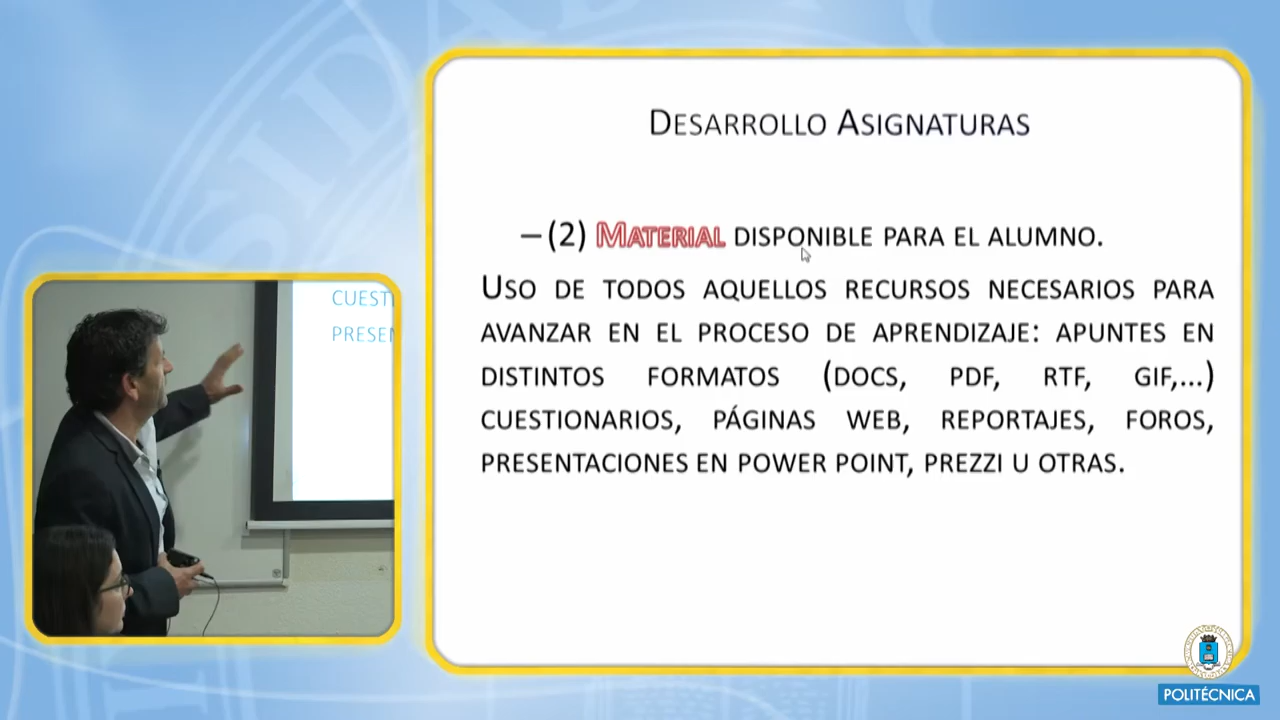 DESARROLLO ASIGNATURAS
– (2) MATERIAL DISPONIBLE PARA EL ALUMNO.
USO DE TODOS AQUELLOS RECURSOS NECESARIOS PARA
AVANZAR EN EL PROCESO DE APRENDIZAJE: APUNTES EN
DISTINTOS FORMATOS (DOCS, PDF, RTF, GIF,...)
CUESTIONARIOS, PÁGINAS WEB, REPORTAJES, FOROS,
PRESENTACIONES EN POWER POINT, PREZZI U OTRAS.
CUEST
PRESEN
POLITÉCNICA